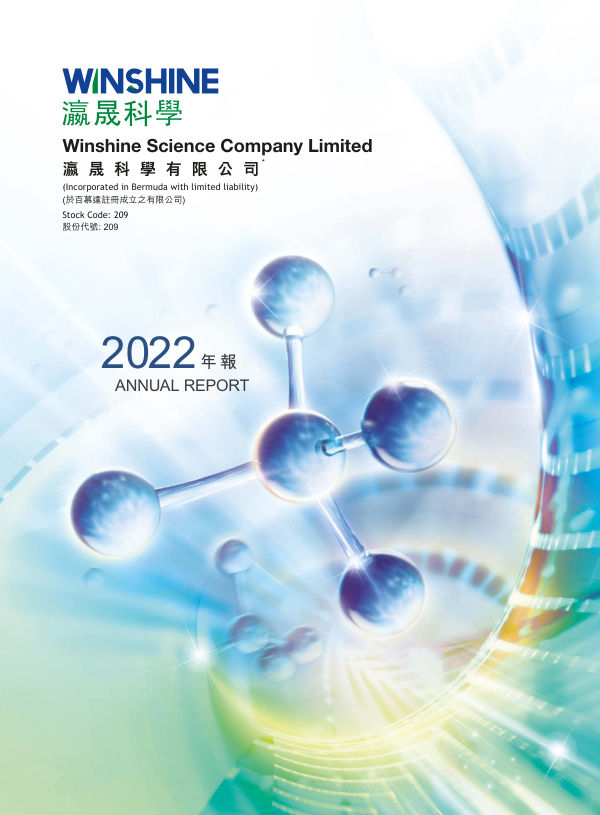 WINSHINE
瀛晟科學
Winshine Science Company Limited
瀛晟科學有限公司*
(Incorporated in Bermuda with limited liability)
(於百慕達註冊成立之有限公司)
Stock Code: 209
股份代號: 209
2022 年報
ANNUAL REPORT